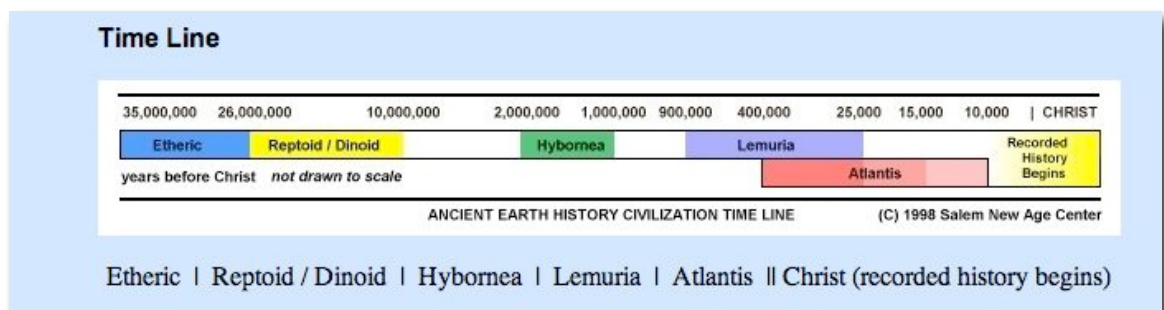 Time Line
35,000,000 26,000,000 10,000,000 2,000,000 1,000,000 900,000 400,000 25,000 15,000 10,000 | CHRIST
Etheric Reptoid / Dinoid Hybornea Lemuria Recorded
History
Atlantis Begins
years before Christ not drawn to scale
ANCIENT EARTH HISTORY CIVILIZATION TIME LINE (C) 1998 Salem New Age Center
Etheric | Reptoid / Dinoid | Hybornea | Lemuria | Atlantis || Christ (recorded history begins)